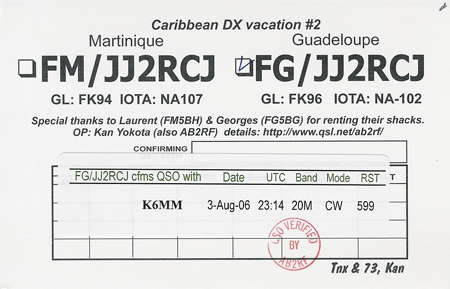 Caribbean DX vacation #2
Martinique Guadeloupe
FM/JJ2RCJ FG/JJ2RCJ
GL: FK94 IOTA: NA107 GL: FK96 IOTA: NA-102
Special thanks to Laurent (FM5BH) & Georges (FG5BG) for renting their shacks.
OP: Kan Yokota (also AB2RF) details: http://www.qsl.net/ab2rf/
CONFIRMING
FG/JJ2RCJ cfms QSO with Date UTC Band Mode RST T
K6MM 3-Aug-06 23:14 20M CW 599
QSO VERIFIED
BY
AB2RF
Tnx & 73, Kan